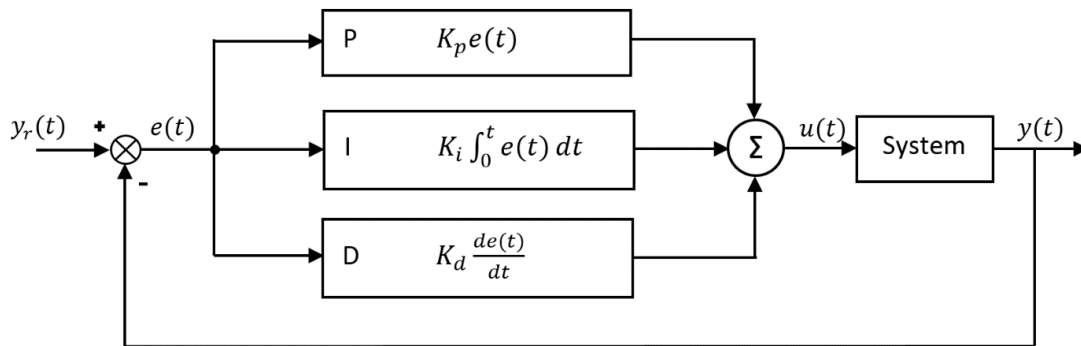 P K_p e(t)
y_r(t) + e(t) I K_i ∫_0^t e(t) dt Σ u(t) System y(t)
-
D K_d de(t)/dt